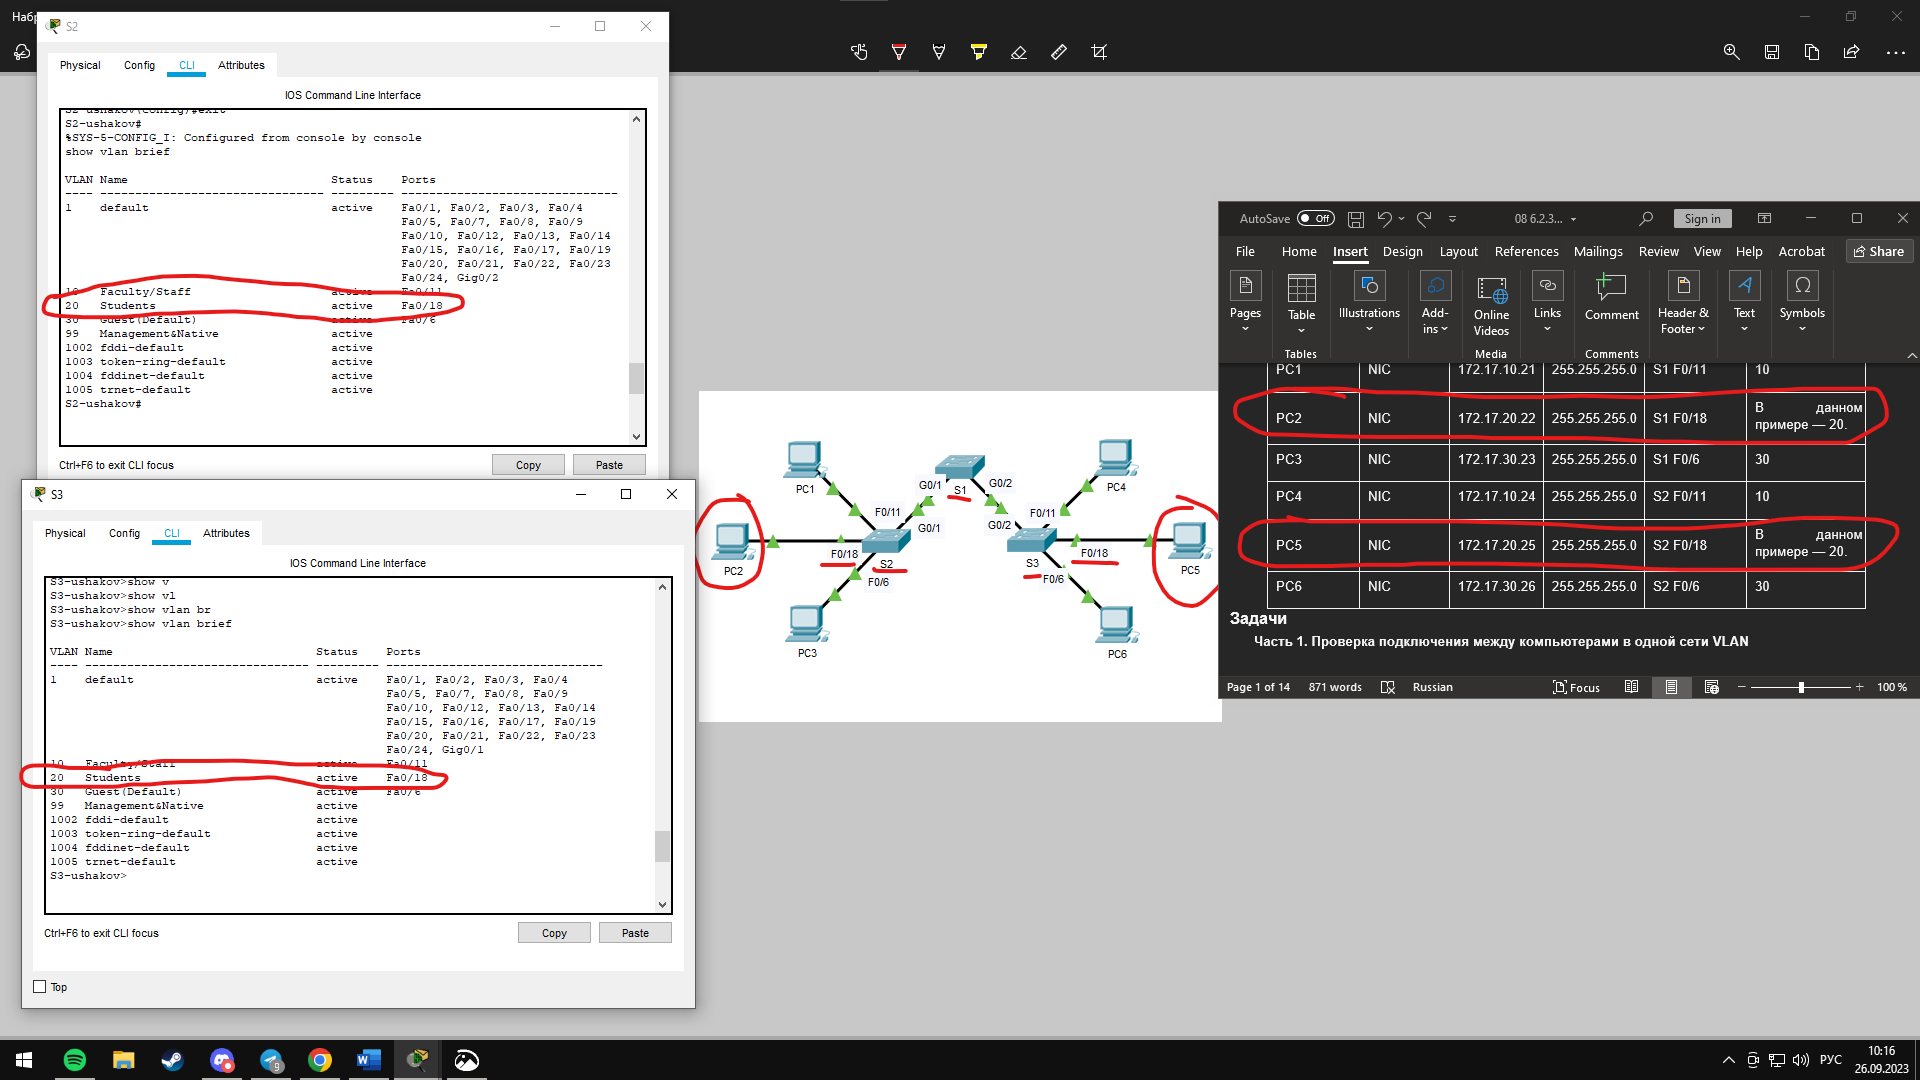 Набр
S2
Physical Config CLI Attributes
IOS Command Line Interface
S2-ushakov(config)#exit
S2-ushakov#
%SYS-5-CONFIG_I: Configured from console by console
show vlan brief
VLAN Name Status Ports
---- -------------------------------- --------- -------------------------------
1 default active Fa0/1, Fa0/2, Fa0/3, Fa0/4
Fa0/5, Fa0/7, Fa0/8, Fa0/9
Fa0/10, Fa0/12, Fa0/13, Fa0/14
Fa0/15, Fa0/16, Fa0/17, Fa0/19
Fa0/20, Fa0/21, Fa0/22, Fa0/23
Fa0/24, Gig0/2
10 Faculty/Staff active Fa0/11
20 Students active Fa0/18
30 Guest(Default) active Fa0/6
99 Management&Native active
1002 fddi-default active
1003 token-ring-default active
1004 fddinet-default active
1005 trnet-default active
S2-ushakov#
Ctrl+F6 to exit CLI focus Copy Paste
S3
Physical Config CLI Attributes
IOS Command Line Interface
S3-ushakov>show v
S3-ushakov>show vl
S3-ushakov>show vlan br
S3-ushakov>show vlan brief
VLAN Name Status Ports
---- -------------------------------- --------- -------------------------------
1 default active Fa0/1, Fa0/2, Fa0/3, Fa0/4
Fa0/5, Fa0/7, Fa0/8, Fa0/9
Fa0/10, Fa0/12, Fa0/13, Fa0/14
Fa0/15, Fa0/16, Fa0/17, Fa0/19
Fa0/20, Fa0/21, Fa0/22, Fa0/23
Fa0/24, Gig0/1
10 Faculty/Staff active Fa0/11
20 Students active Fa0/18
30 Guest(Default) active Fa0/6
99 Management&Native active
1002 fddi-default active
1003 token-ring-default active
1004 fddinet-default active
1005 trnet-default active
S3-ushakov>
Ctrl+F6 to exit CLI focus Copy Paste
Top
PC1
G0/1
S1
G0/2
PC4
F0/11
G0/1
G0/2
F0/11
PC2
F0/18
S2
F0/6
S3
F0/6
F0/18
PC5
PC3
PC6
AutoSave Off 08 6.2.3... Sign in
File Home Insert Design Layout References Mailings Review View Help Acrobat Share
Pages
Table
Illustrations
Add-ins
Online Videos
Links
Comment
Header & Footer
Text
Symbols
Tables Media Comments
PC1 NIC 172.17.10.21 255.255.255.0 S1 F0/11 10
PC2 NIC 172.17.20.22 255.255.255.0 S1 F0/18 В данном примере — 20.
PC3 NIC 172.17.30.23 255.255.255.0 S1 F0/6 30
PC4 NIC 172.17.10.24 255.255.255.0 S2 F0/11 10
PC5 NIC 172.17.20.25 255.255.255.0 S2 F0/18 В данном примере — 20.
PC6 NIC 172.17.30.26 255.255.255.0 S2 F0/6 30
Задачи
Часть 1. Проверка подключения между компьютерами в одной сети VLAN
Page 1 of 14 871 words Russian Focus 100 %
9
РУС
10:16
26.09.2023